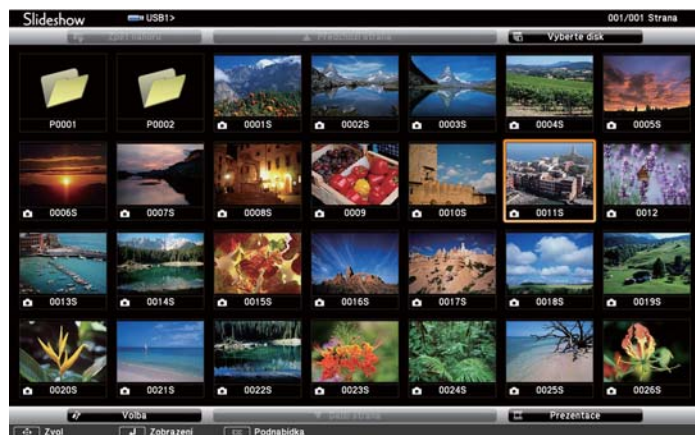 Slideshow USB1> 001/001 Strana
Zpět nahoru Předchozí strana Vyberte disk
P0001 P0002 0001S 0002S 0003S 0004S 0005S
0006S 0007S 0008S 0009 0010S 0011S 0012
0013S 0014S 0015S 0016S 0017S 0018S 0019S
0020S 0021S 0022S 0023S 0024S 0025S 0026S
Volba Další strana Prezentace
Zvol Zobrazení Esc Podnabídka